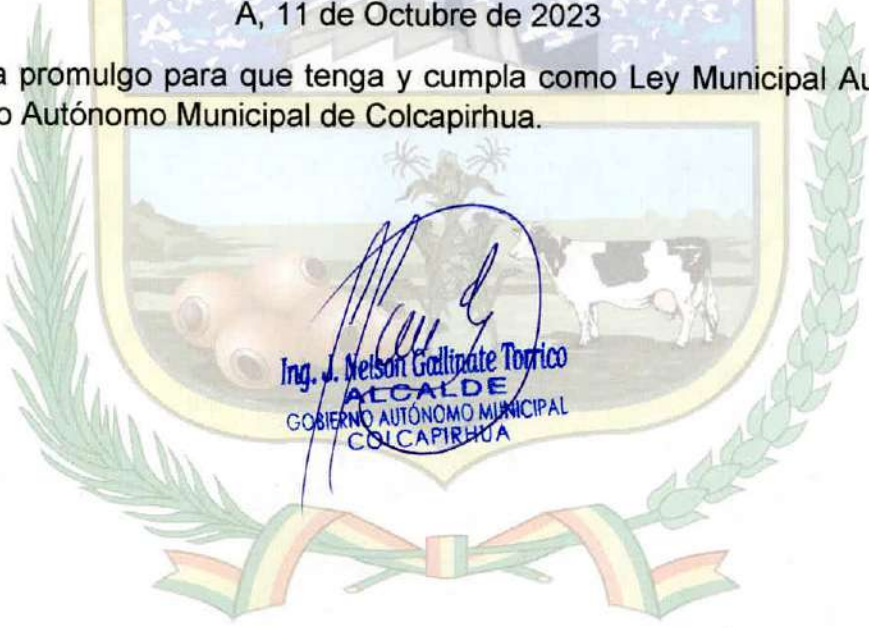 A, 11 de Octubre de 2023
a promulgo para que tenga y cumpla como Ley Municipal Au
o Autónomo Municipal de Colcapirhua.
Ing. J. Nelson Gallinate Torrico
ALCALDE
GOBIERNO AUTÓNOMO MUNICIPAL
COLCAPIRHUA